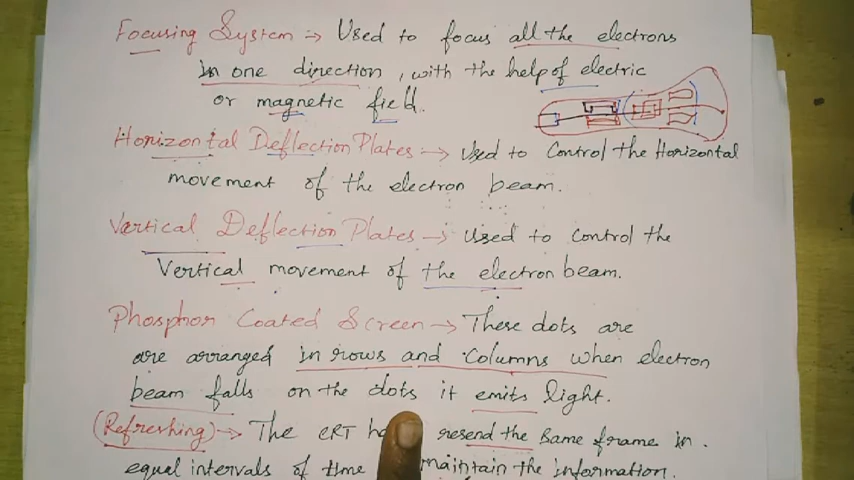 Focusing System → Used to focus all the electrons
in one direction, with the help of electric
or magnetic field.
Horizontal Deflection Plates → Used to control the Horizontal
movement of the electron beam.
Vertical Deflection Plates → Used to control the
Vertical movement of the electron beam.
Phosphor Coated Screen → These dots are
are arranged in rows and columns when electron
beam falls on the dots it emits light.
(Refreshing) → The CRT resend the same frame in
equal intervals of time maintain the information.